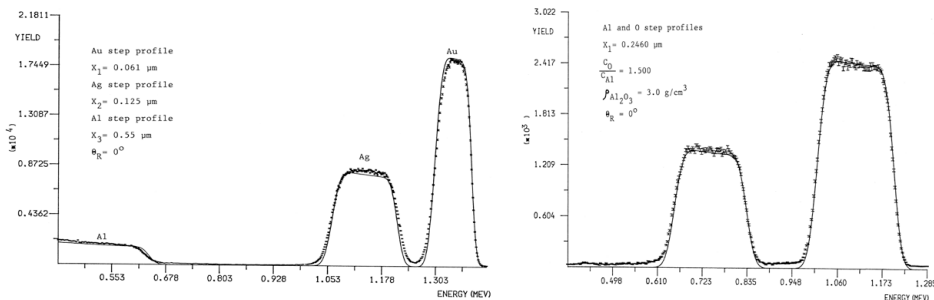 2.1811
YIELD
1.7449
1.3087
(×10⁴)
0.8725
0.4362
Au step profile
X₁= 0.061 μm
Ag step profile
X₂= 0.125 μm
Al step profile
X₃= 0.55 μm
θR= 0°
Au
Ag
Al
0.553 0.678 0.805 0.928 1.053 1.178 1.303
ENERGY (MEV)
3.022
YIELD
2.417
1.813
(×10³)
1.209
0.604
Al and O step profiles
X₁= 0.2460 μm
CO
CAl
= 1.500
ρAl₂O₃ = 3.0 g/cm³
θR= 0°
0.498 0.610 0.723 0.835 0.948 1.060 1.173 1.285
ENERGY (MEV)